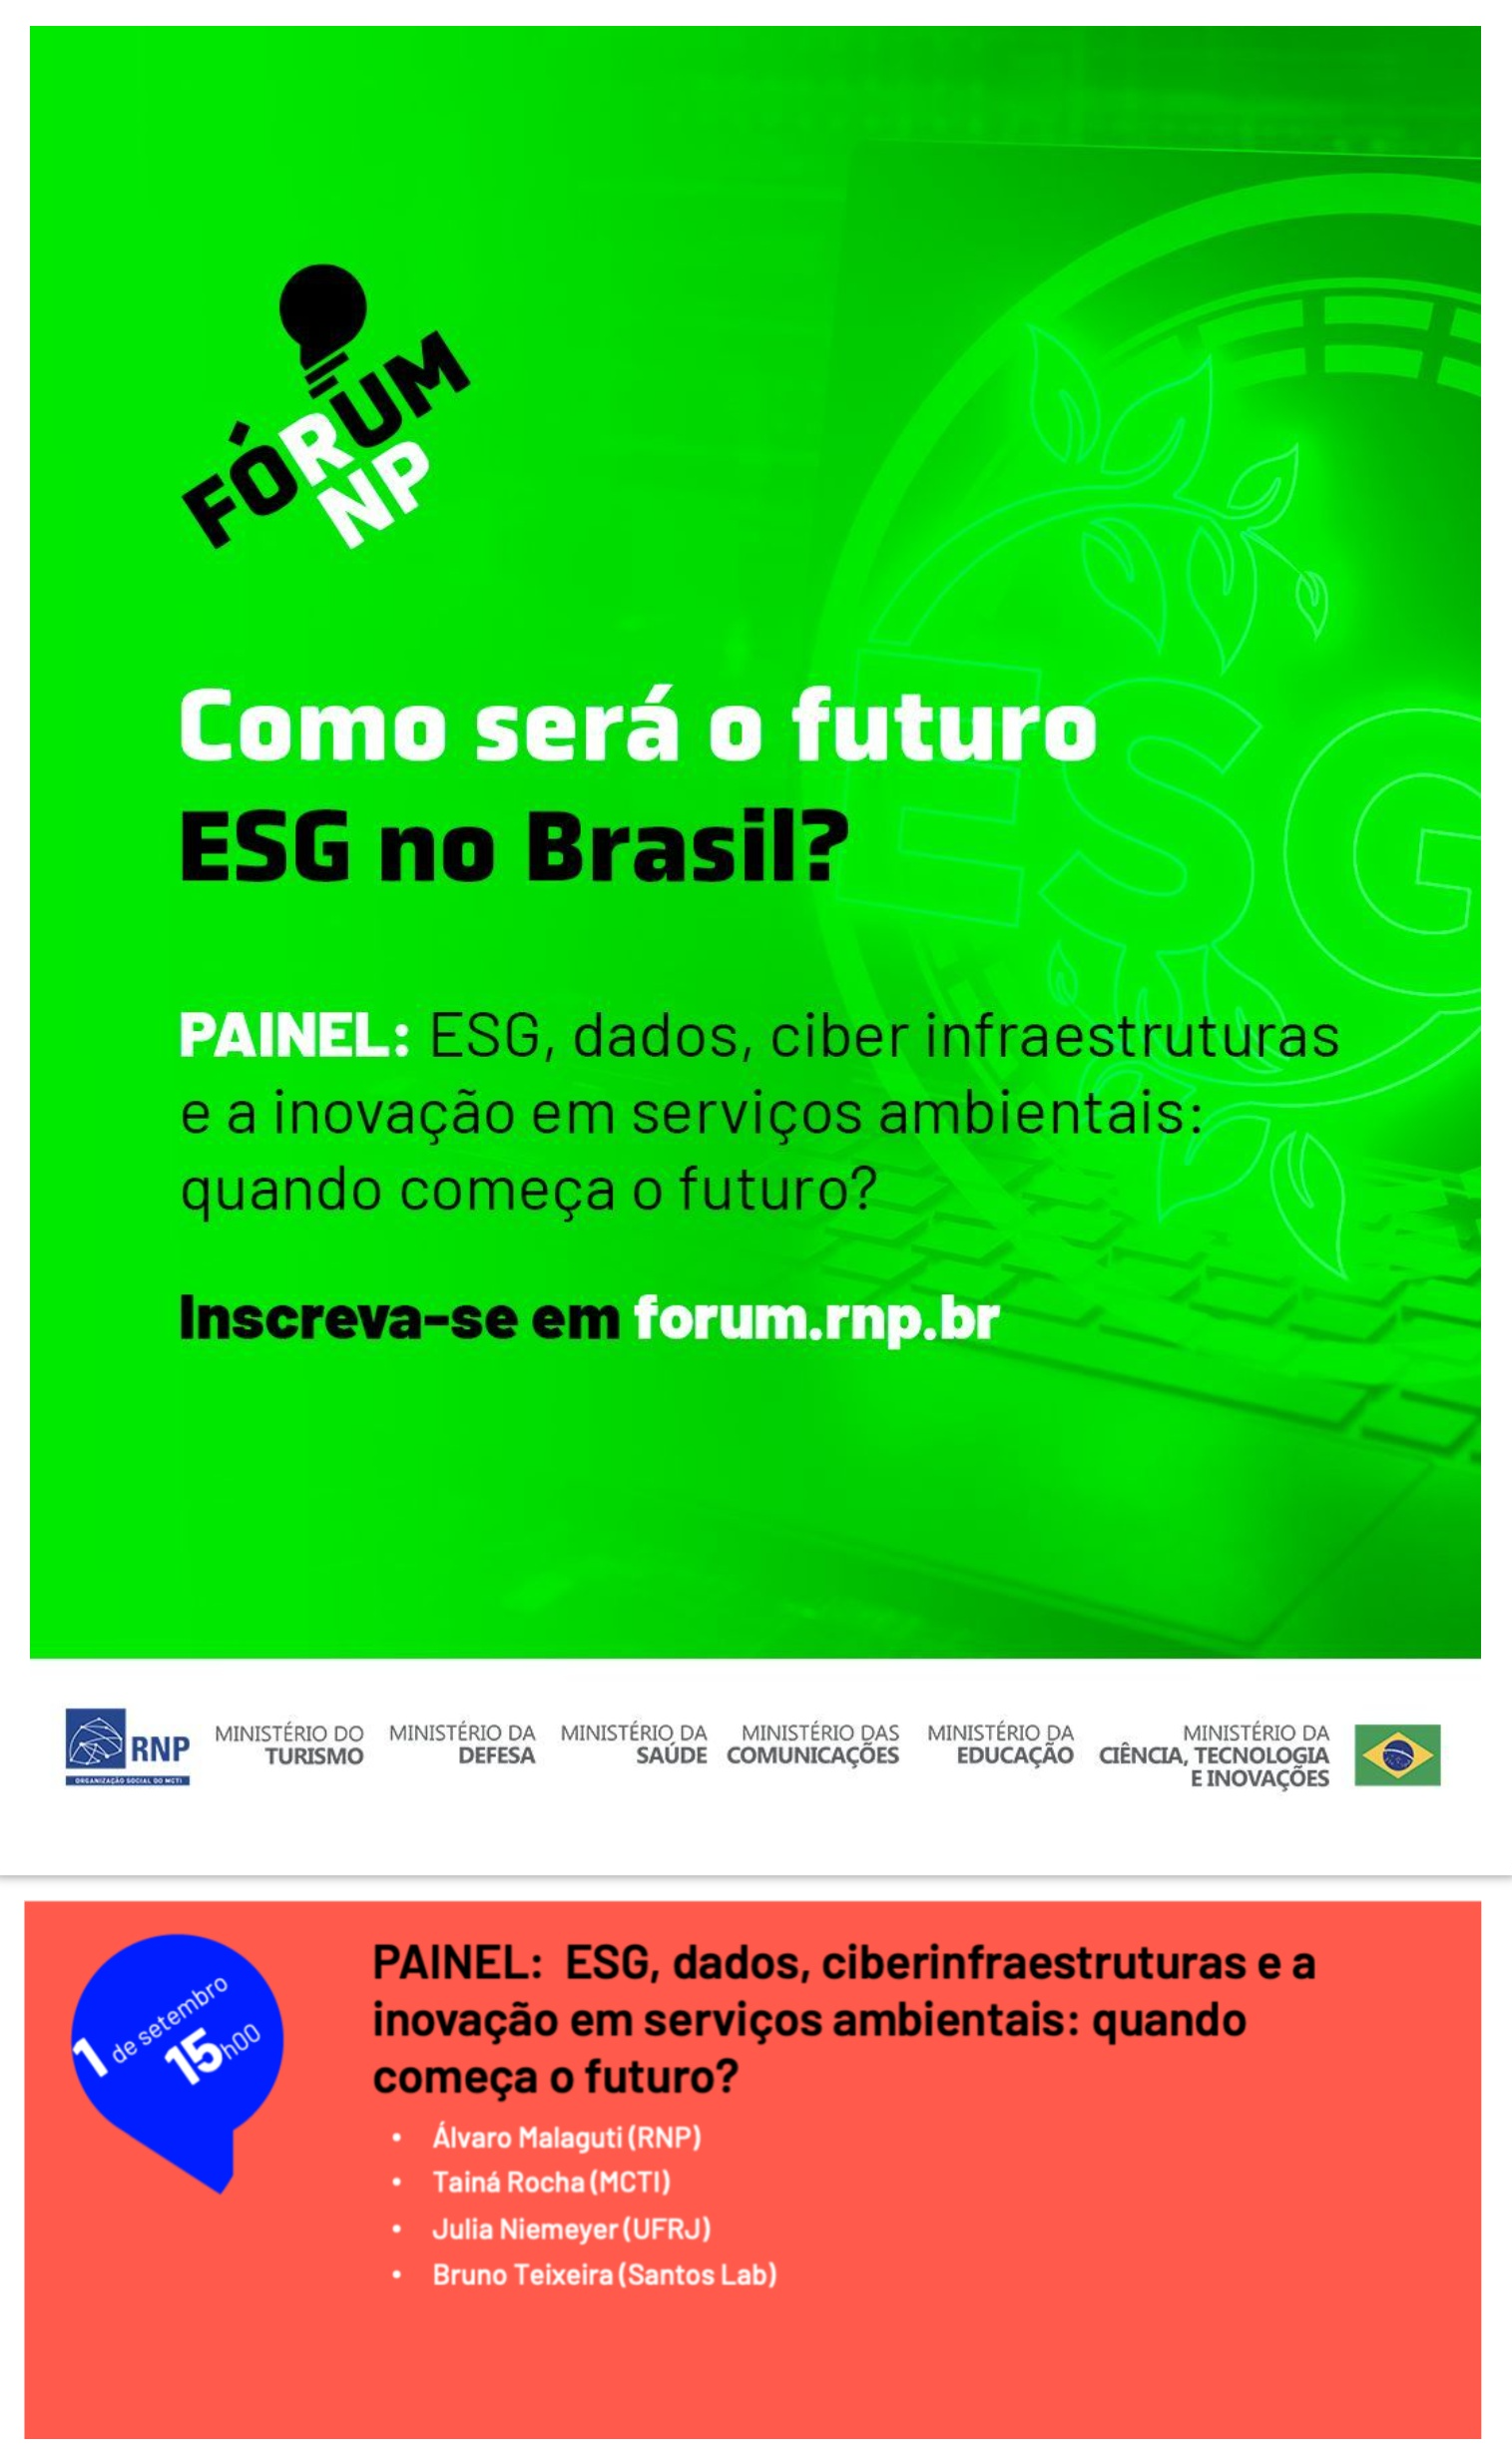 FÓRUM
NP
Como será o futuro
ESG no Brasil?
ESG
PAINEL: ESG, dados, ciber infraestruturas
e a inovação em serviços ambientais:
quando começa o futuro?
Inscreva-se em forum.rnp.br
RNP
ORGANIZAÇÃO SOCIAL DO MCTI
MINISTÉRIO DO
TURISMO
MINISTÉRIO DA
DEFESA
MINISTÉRIO DA
SAÚDE
MINISTÉRIO DAS
COMUNICAÇÕES
MINISTÉRIO DA
EDUCAÇÃO
MINISTÉRIO DA
CIÊNCIA, TECNOLOGIA
E INOVAÇÕES
1 de setembro
15h00
PAINEL: ESG, dados, ciberinfraestruturas e a
inovação em serviços ambientais: quando
começa o futuro?
• Álvaro Malaguti (RNP)
• Tainá Rocha (MCTI)
• Julia Niemeyer (UFRJ)
• Bruno Teixeira (Santos Lab)